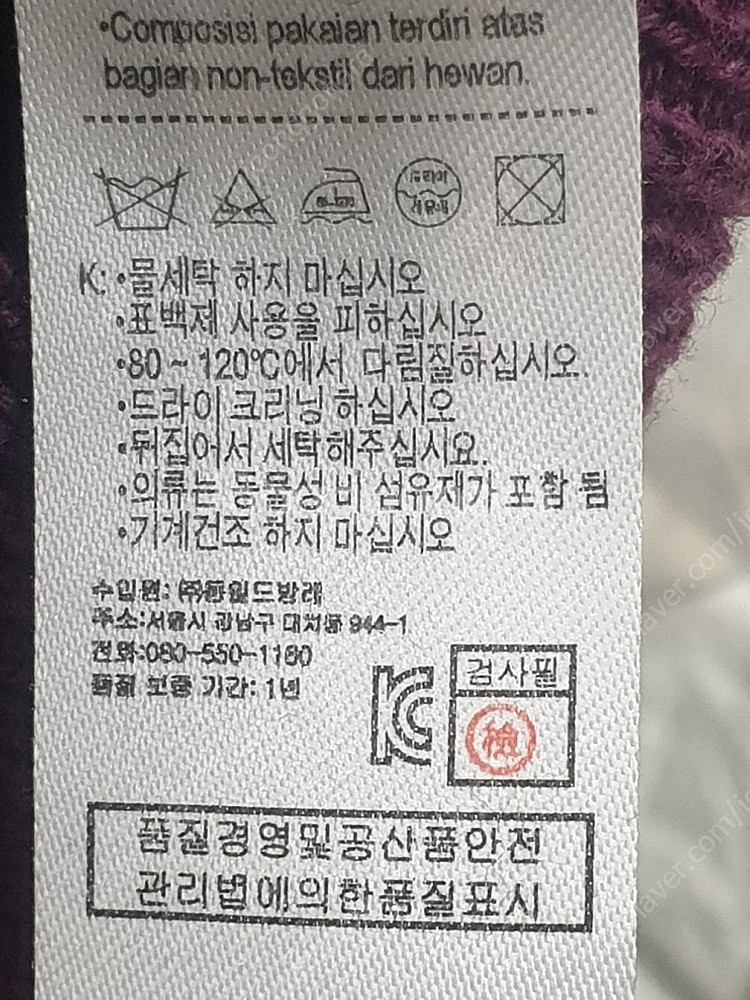 •Composisi pakaian terdiri atas
bagian non-tekstil dari hewan.
드라이
K: •물세탁 하지 마십시오
•표백제 사용을 피하십시오
•80 ~ 120℃에서 다림질하십시오.
•드라이 크리닝 하십시오
•뒤집어서 세탁해주십시요.
•의류는 동물성 비 섬유재가 포함 됨
•기계건조 하지 마십시오
수입원: (주)동일드방레
주소:서울시 강남구 대치동 944-1
전화:080-550-1180
품질 보증 기간: 1년
검사필
檢
품질경영및공산품안전
관리법에의한품질표시